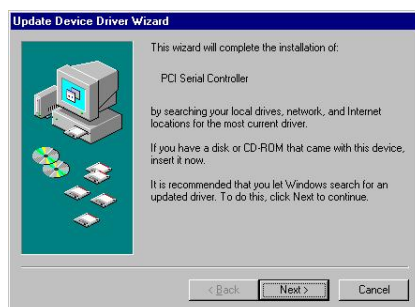 Update Device Driver Wizard
This wizard will complete the installation of:
PCI Serial Controller
by searching your local drives, network, and Internet
locations for the most current driver.
If you have a disk or CD-ROM that came with this device,
insert it now.
It is recommended that you let Windows search for an
updated driver. To do this, click Next to continue.
< Back
Next >
Cancel